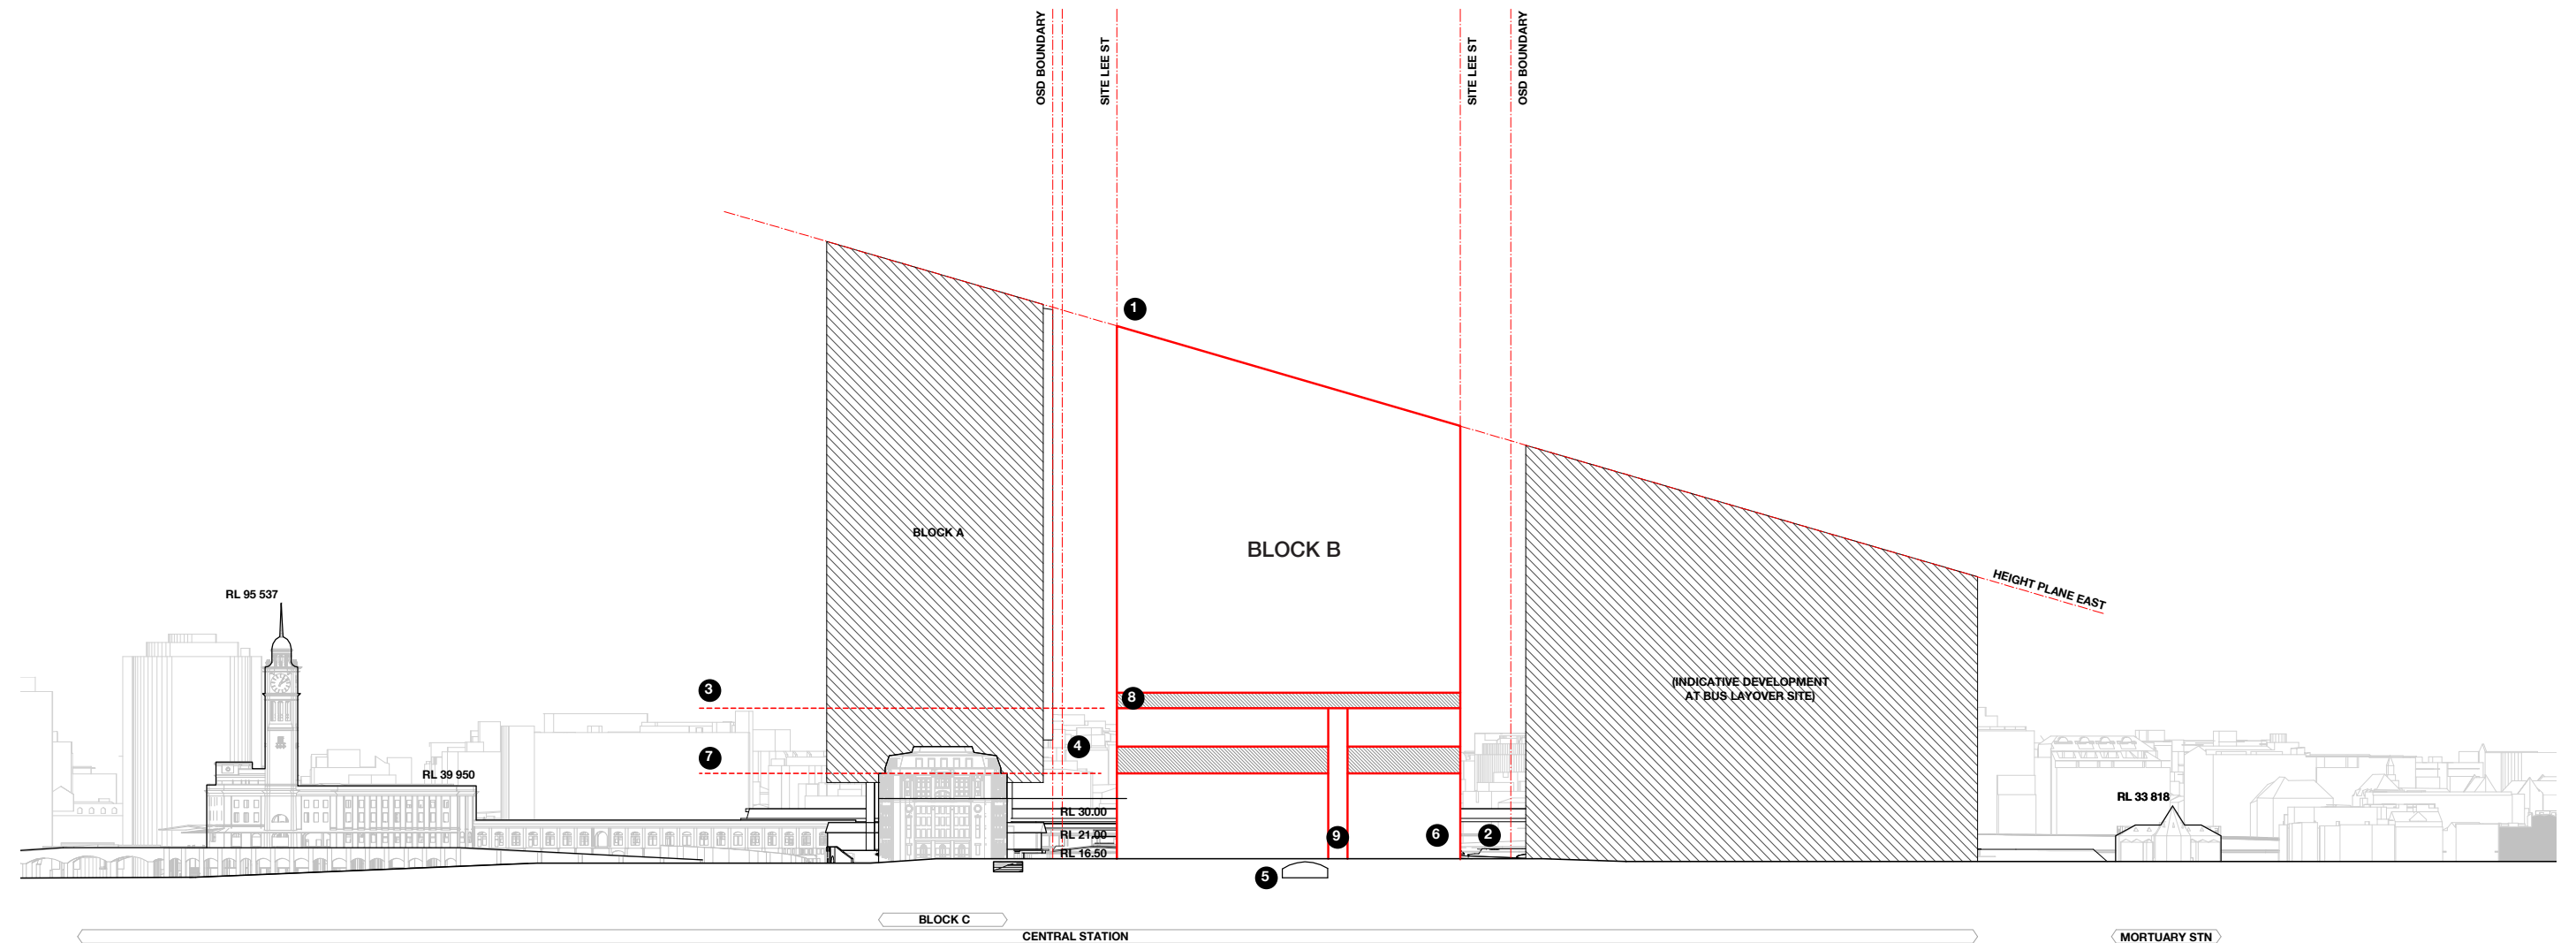 OSD BOUNDARY
SITE LEE ST
SITE LEE ST
OSD BOUNDARY
1
BLOCK A
BLOCK B
HEIGHT PLANE EAST
RL 95 537
3
8
(INDICATIVE DEVELOPMENT
AT BUS LAYOVER SITE)
4
7
RL 39 950
RL 33 818
RL 30.00
RL 21.00
RL 16.50
9
6
2
5
BLOCK C
CENTRAL STATION
MORTUARY STN